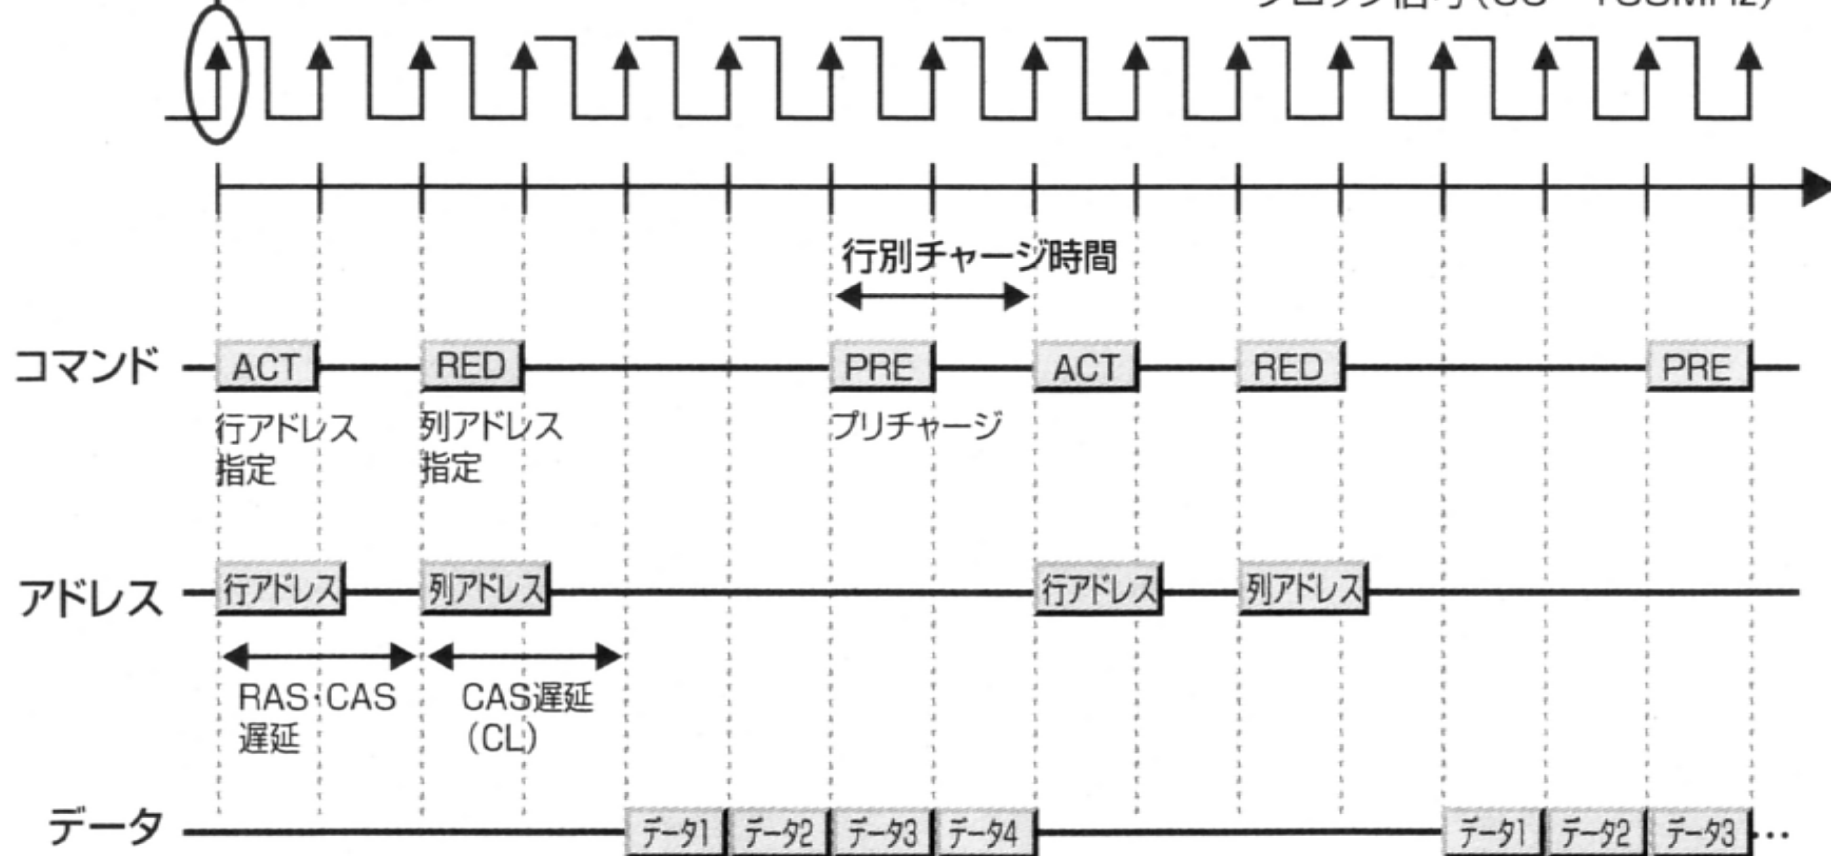 行別チャージ時間
コマンド ACT RED PRE ACT RED PRE
行アドレス 列アドレス プリチャージ
指定 指定
アドレス 行アドレス 列アドレス 行アドレス 列アドレス
RAS・CAS CAS遅延
遅延 (CL)
データ データ1 データ2 データ3 データ4 データ1 データ2 データ3 …